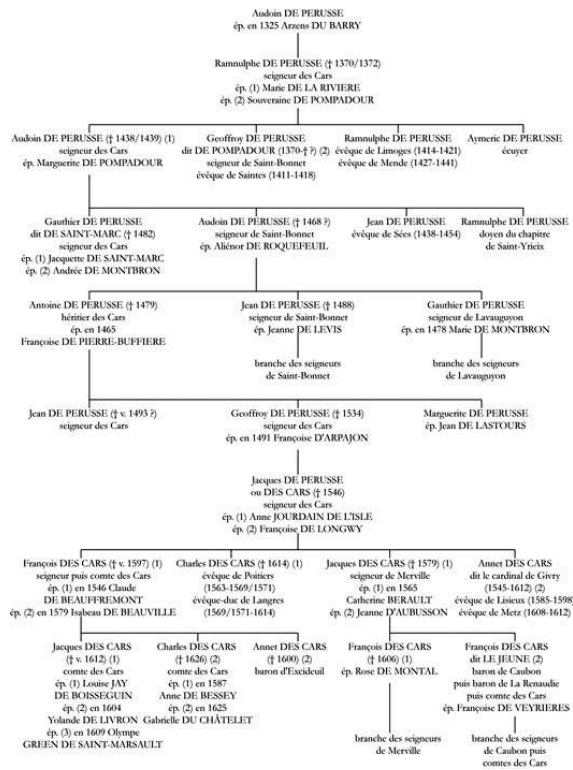 Audoin DE PERUSSE
ép. en 1325 Arzens DU BARRY
Ramnulphe DE PERUSSE († 1370/1372)
seigneur des Cars
ép. (1) Marie DE LA RIVIERE
ép. (2) Souveraine DE POMPADOUR
Audoin DE PERUSSE († 1438/1439) (1)
seigneur des Cars
ép. Marguerite DE POMPADOUR
Geoffroy DE PERUSSE
dit DE POMPADOUR (1370-† ?) (2)
seigneur de Saint-Bonnet
évêque de Saintes (1411-1418)
Ramnulphe DE PERUSSE
évêque de Limoges (1414-1421)
évêque de Mende (1427-1441)
Aymeric DE PERUSSE
écuyer
Gauthier DE PERUSSE
dit DE SAINT-MARC († 1482)
seigneur des Cars
ép. (1) Jacquette DE SAINT-MARC
ép. (2) Andrée DE MONTBRON
Audoin DE PERUSSE († 1468 ?)
seigneur de Saint-Bonnet
ép. Aliénor DE ROQUEFEUIL
Jean DE PERUSSE
évêque de Sées (1438-1454)
Ramnulphe DE PERUSSE
doyen du chapitre
de Saint-Yrieix
Antoine DE PERUSSE († 1479)
héritier des Cars
ép. en 1465
Françoise DE PIERRE-BUFFIERE
Jean DE PERUSSE († 1488)
seigneur de Saint-Bonnet
ép. Jeanne DE LEVIS
Gauthier DE PERUSSE
seigneur de Lavauguyon
ép. en 1478 Marie DE MONTBRON
branche des seigneurs
de Saint-Bonnet
branche des seigneurs
de Lavauguyon
Jean DE PERUSSE († v. 1493 ?)
seigneur des Cars
Geoffroy DE PERUSSE († 1534)
seigneur des Cars
ép. en 1491 Françoise D'ARPAJON
Marguerite DE PERUSSE
ép. Jean DE LASTOURS
Jacques DE PERUSSE
ou DES CARS († 1546)
seigneur des Cars
ép. (1) Anne JOURDAIN DE L'ISLE
ép. (2) Françoise DE LONGWY
François DES CARS († v. 1597) (1)
seigneur puis comte des Cars
ép. (1) en 1546 Claude
DE BEAUFFREMONT
ép. (2) en 1579 Isabeau DE BEAUVILLE
Charles DES CARS († 1614) (1)
évêque de Poitiers
(1563-1569/1571)
évêque-duc de Langres
(1569/1571-1614)
Jacques DES CARS († 1579) (1)
seigneur de Merville
ép. (1) en 1565
Catherine BERAULT
ép. (2) Jeanne D'AUBUSSON
Annet DES CARS
dit le cardinal de Givry
(1545-1612) (2)
évêque de Lisieux (1585-1598)
évêque de Metz (1608-1612)
Jacques DES CARS
(† v. 1612) (1)
comte des Cars
ép. (1) Louise JAY
DE BOISSEGUIN
ép. (2) en 1604
Yolande DE LIVRON
ép. (3) en 1609 Olympe
GREEN DE SAINT-MARSAULT
Charles DES CARS
(† 1626) (2)
comte des Cars
ép. (1) en 1587
Anne DE BESSEY
ép. (2) en 1625
Gabrielle DU CHÂTELET
Annet DES CARS
(† 1600) (2)
baron d'Excideuil
François DES CARS
(† 1606) (1)
ép. Rose DE MONTAL
François DES CARS
dit LE JEUNE (2)
baron de Caubon
puis baron de La Renaudie
puis comte des Cars
ép. Françoise DE VEYRIERES
branche des seigneurs
de Merville
branche des seigneurs
de Caubon puis
comtes des Cars